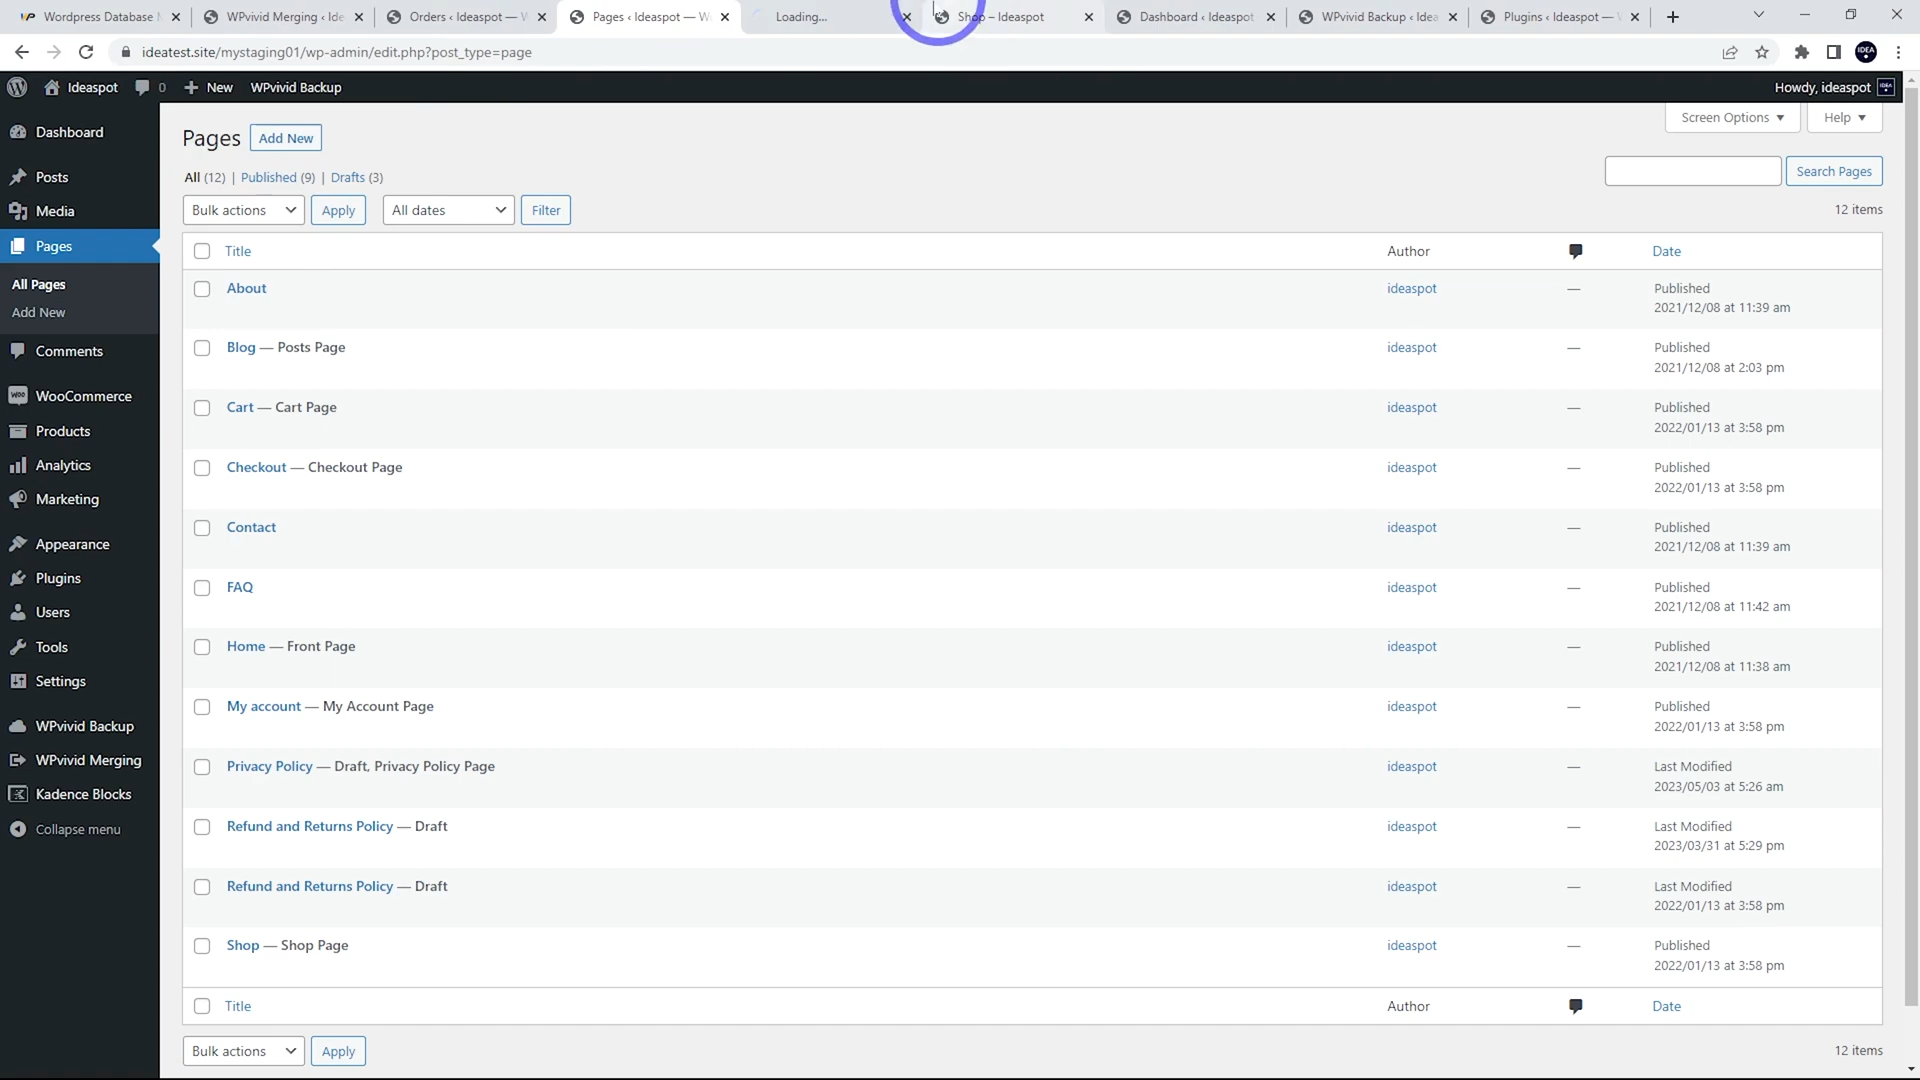 Wordpress Database M
WPvivid Merging ‹ Ide
Orders ‹ Ideaspot — W
Pages ‹ Ideaspot — W
Loading...
Shop – Ideaspot
Dashboard ‹ Ideaspot
WPvivid Backup ‹ Idea
Plugins ‹ Ideaspot —
ideatest.site/mystaging01/wp-admin/edit.php?post_type=page
IDEA
Ideaspot
0
New
WPvivid Backup
Howdy, ideaspot
Dashboard
Posts
Media
Pages
All Pages
Add New
Comments
WooCommerce
Products
Analytics
Marketing
Appearance
Plugins
Users
Tools
Settings
WPvivid Backup
WPvivid Merging
Kadence Blocks
Collapse menu
Screen Options
Help
Pages
Add New
All (12) | Published (9) | Drafts (3)
Search Pages
Bulk actions
Apply
All dates
Filter
12 items
Title
Author
Date
About
ideaspot
—
Published
2021/12/08 at 11:39 am
Blog — Posts Page
ideaspot
—
Published
2021/12/08 at 2:03 pm
Cart — Cart Page
ideaspot
—
Published
2022/01/13 at 3:58 pm
Checkout — Checkout Page
ideaspot
—
Published
2022/01/13 at 3:58 pm
Contact
ideaspot
—
Published
2021/12/08 at 11:39 am
FAQ
ideaspot
—
Published
2021/12/08 at 11:42 am
Home — Front Page
ideaspot
—
Published
2021/12/08 at 11:38 am
My account — My Account Page
ideaspot
—
Published
2022/01/13 at 3:58 pm
Privacy Policy — Draft, Privacy Policy Page
ideaspot
—
Last Modified
2023/05/03 at 5:26 am
Refund and Returns Policy — Draft
ideaspot
—
Last Modified
2023/03/31 at 5:29 pm
Refund and Returns Policy — Draft
ideaspot
—
Last Modified
2022/01/13 at 3:58 pm
Shop — Shop Page
ideaspot
—
Published
2022/01/13 at 3:58 pm
Title
Author
Date
Bulk actions
Apply
12 items